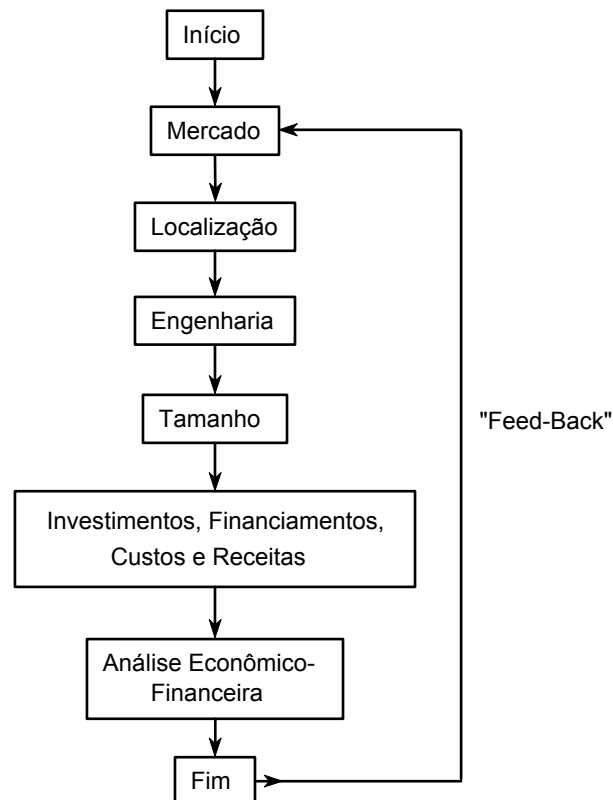 Início
Mercado
Localização
Engenharia
Tamanho
"Feed-Back"
Investimentos, Financiamentos,
Custos e Receitas
Análise Econômico-
Financeira
Fim